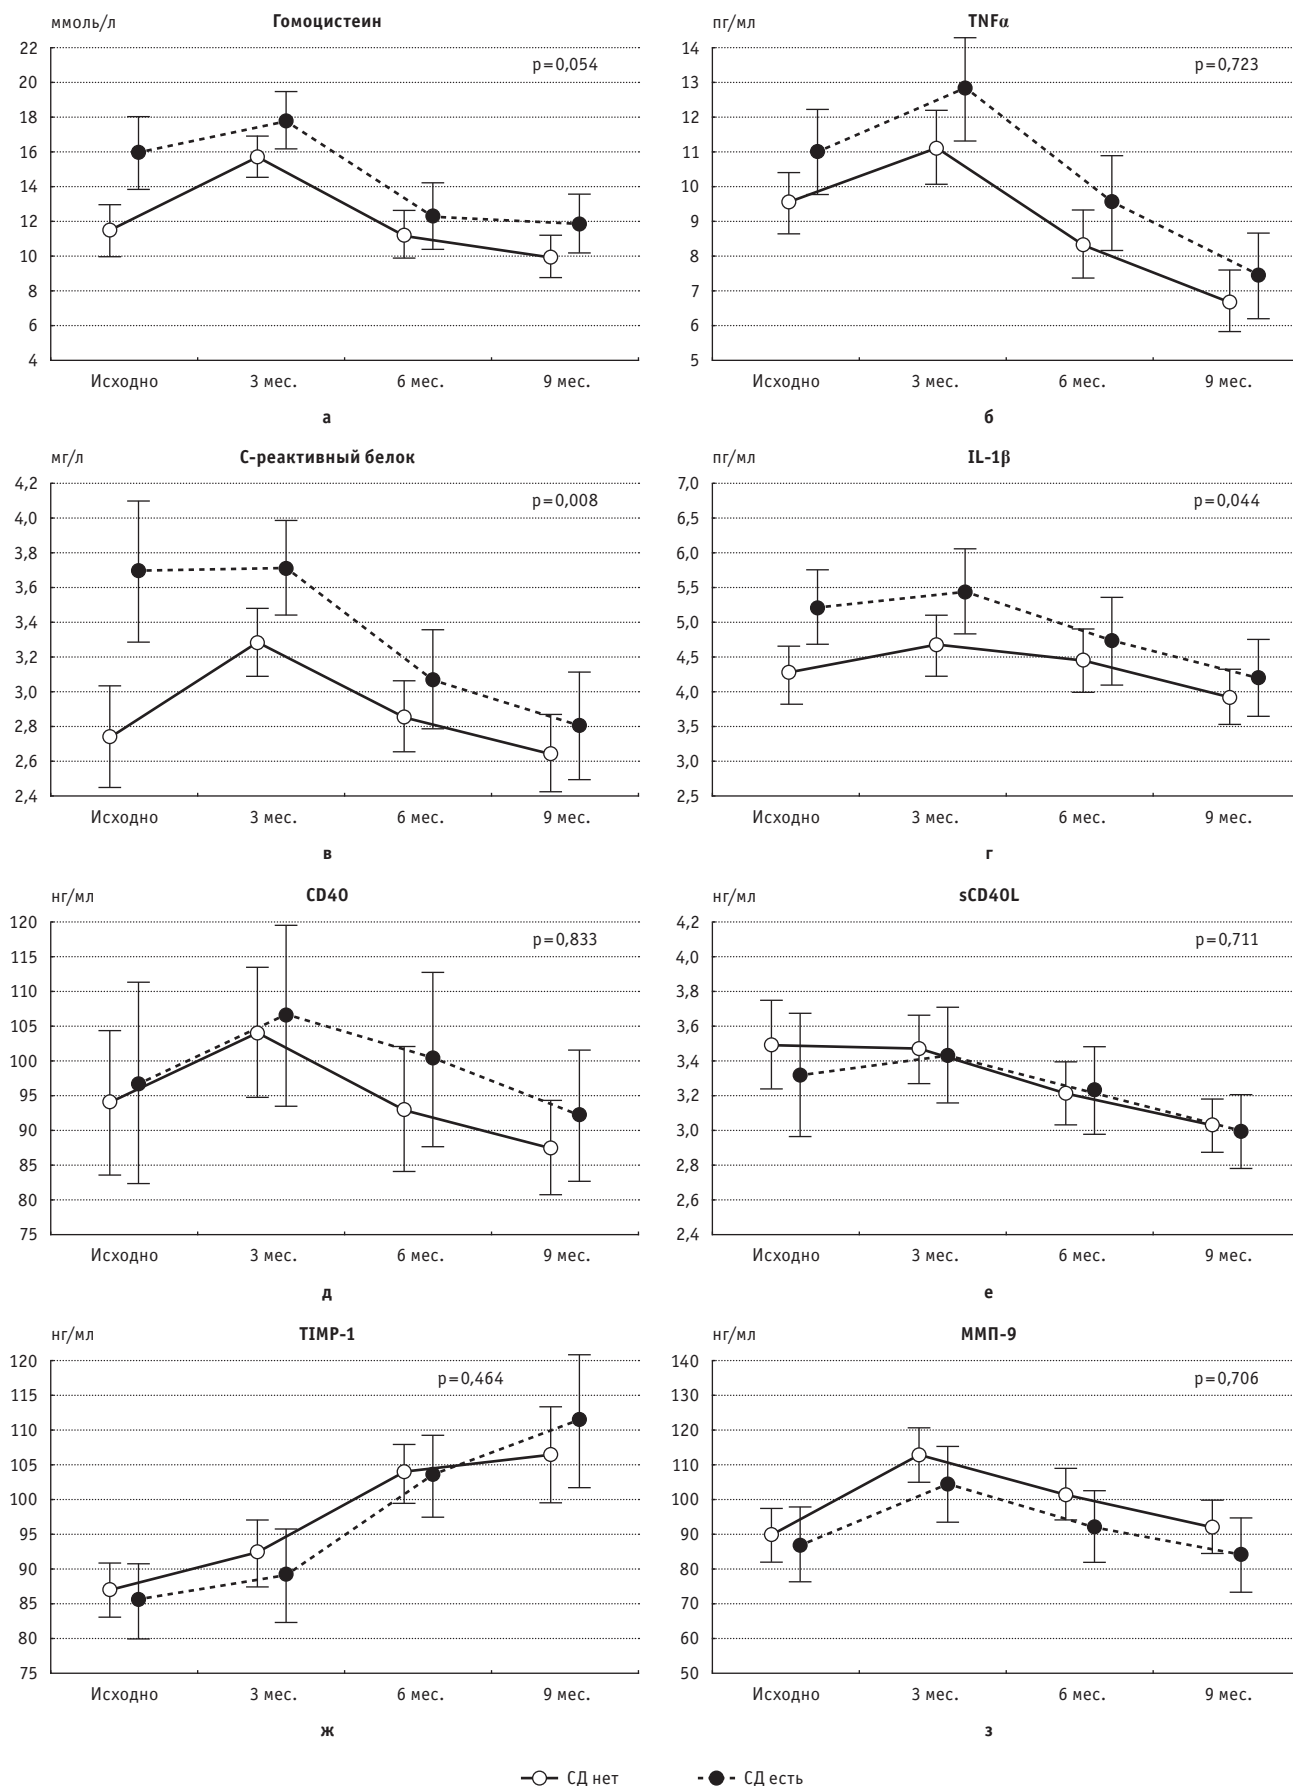 ммоль/л
Гомоцистеин
p=0,054
22
20
18
16
14
12
10
8
6
4
Исходно 3 мес. 6 мес. 9 мес.
а
пг/мл
TNFα
p=0,723
14
13
12
11
10
9
8
7
6
5
Исходно 3 мес. 6 мес. 9 мес.
б
мг/л
С-реактивный белок
p=0,008
4,2
4,0
3,8
3,6
3,4
3,2
3,0
2,8
2,6
2,4
Исходно 3 мес. 6 мес. 9 мес.
в
пг/мл
IL-1β
p=0,044
7,0
6,5
6,0
5,5
5,0
4,5
4,0
3,5
3,0
2,5
Исходно 3 мес. 6 мес. 9 мес.
г
нг/мл
CD40
p=0,833
120
115
110
105
100
95
90
85
80
75
Исходно 3 мес. 6 мес. 9 мес.
д
нг/мл
sCD40L
p=0,711
4,2
4,0
3,8
3,6
3,4
3,2
3,0
2,8
2,6
2,4
Исходно 3 мес. 6 мес. 9 мес.
е
нг/мл
TIMP-1
p=0,464
120
115
110
105
100
95
90
85
80
75
Исходно 3 мес. 6 мес. 9 мес.
ж
нг/мл
ММП-9
p=0,706
140
130
120
110
100
90
80
70
60
50
Исходно 3 мес. 6 мес. 9 мес.
з
СД нет СД есть